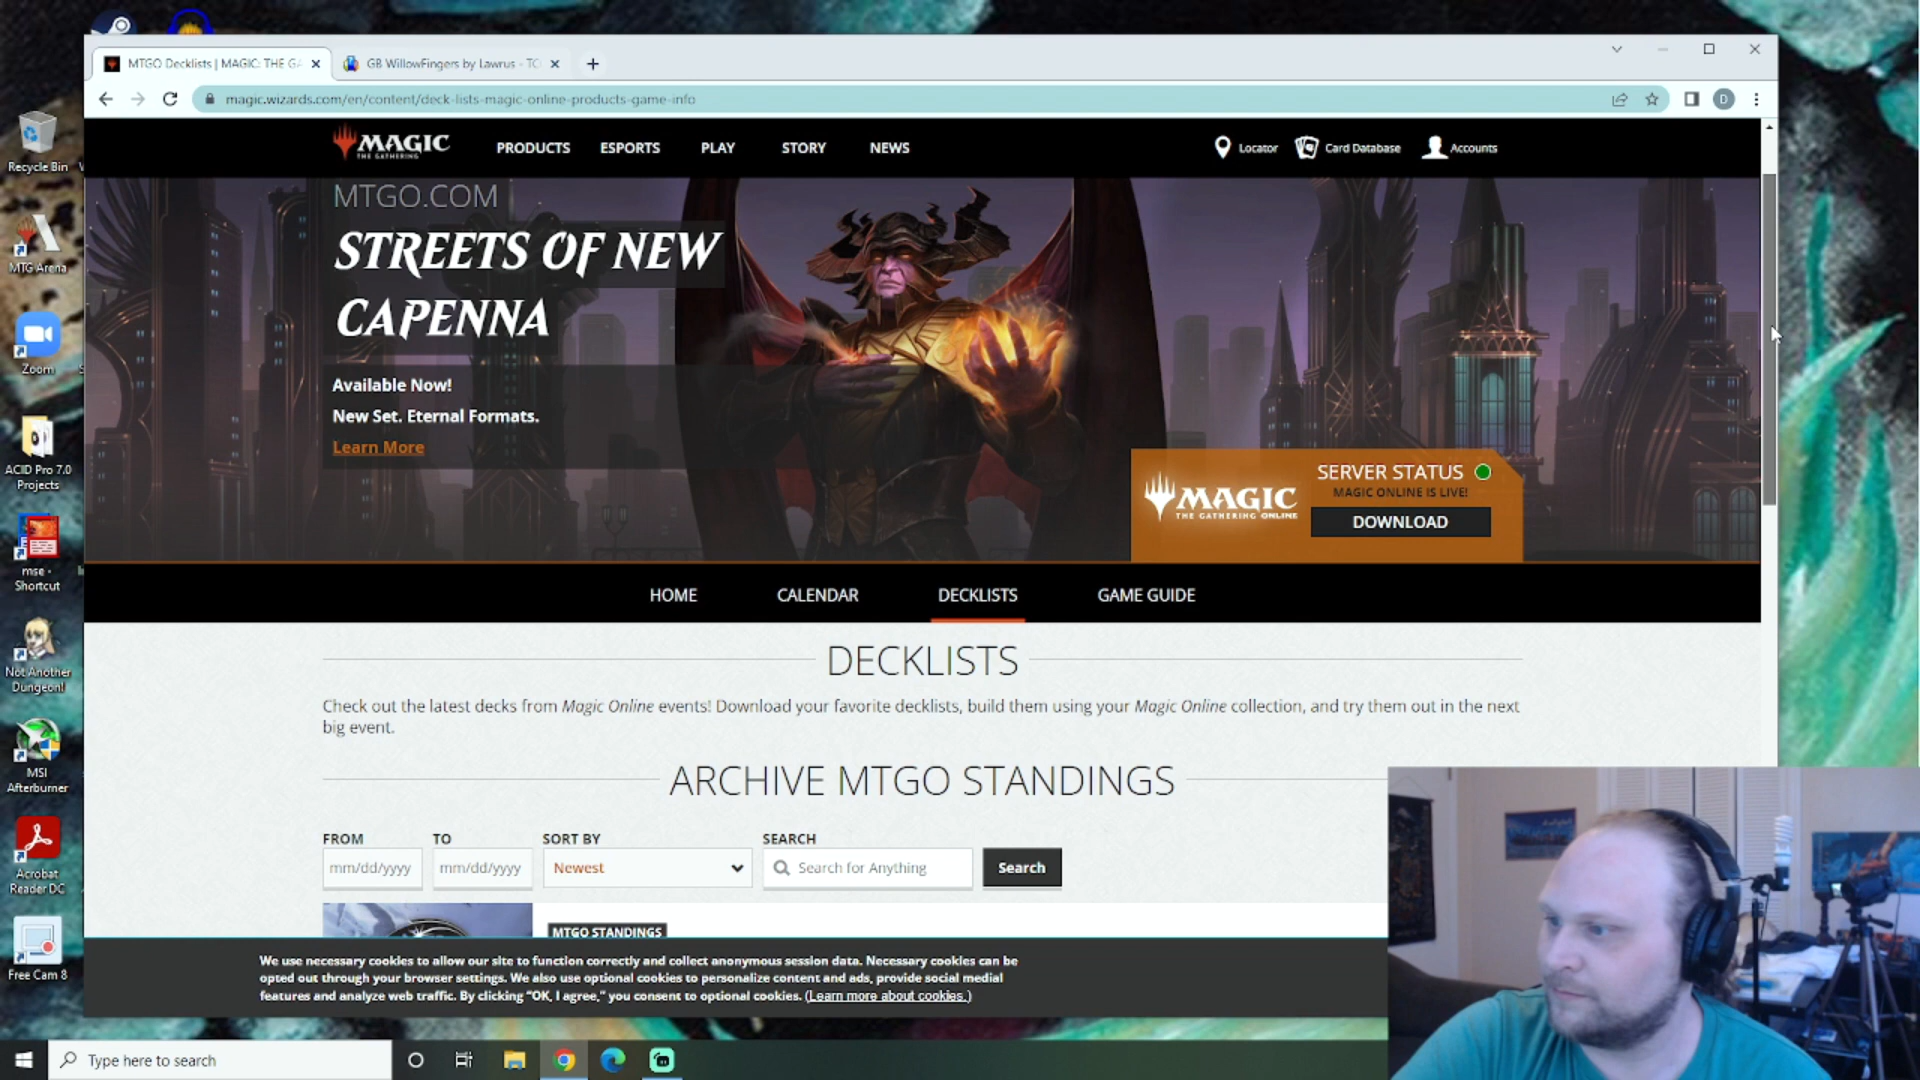 MTGO Decklists | MAGIC: THE GA
GB WillowFingers by Lawrus - TC
magic.wizards.com/en/content/deck-lists-magic-online-products-game-info
D
MAGIC
THE GATHERING
PRODUCTS
ESPORTS
PLAY
STORY
NEWS
Locator
Card Database
Accounts
MTGO.COM
STREETS OF NEW
CAPENNA
Available Now!
New Set. Eternal Formats.
Learn More
MAGIC
THE GATHERING ONLINE
SERVER STATUS
MAGIC ONLINE IS LIVE!
DOWNLOAD
HOME
CALENDAR
DECKLISTS
GAME GUIDE
DECKLISTS
Check out the latest decks from Magic Online events! Download your favorite decklists, build them using your Magic Online collection, and try them out in the next
big event.
ARCHIVE MTGO STANDINGS
FROM
TO
SORT BY
SEARCH
mm/dd/yyyy
mm/dd/yyyy
Newest
Search for Anything
Search
MTGO STANDINGS
We use necessary cookies to allow our site to function correctly and collect anonymous session data. Necessary cookies can be
opted out through your browser settings. We also use optional cookies to personalize content and ads, provide social medial
features and analyze web traffic. By clicking "OK, I agree," you consent to optional cookies. (Learn more about cookies.)
Recycle Bin
MTG Arena
Zoom
ACID Pro 7.0
Projects
mse -
Shortcut
Not Another
Dungeon!
MSI
Afterburner
Acrobat
Reader DC
Free Cam 8
Type here to search